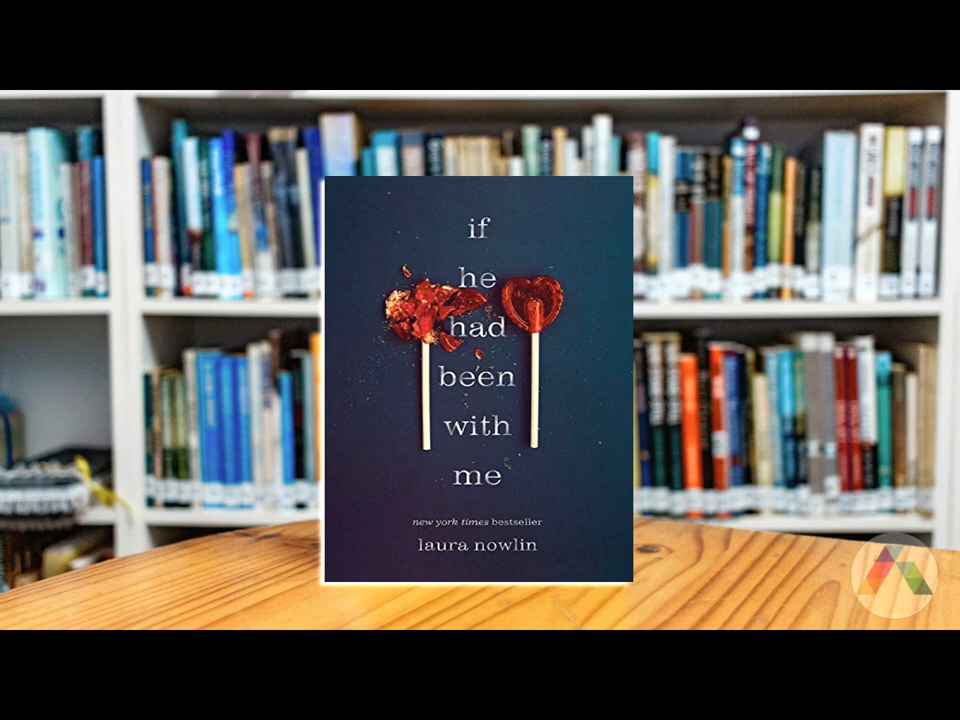 if
he
had
been
with
me
new york times bestseller
laura nowlin